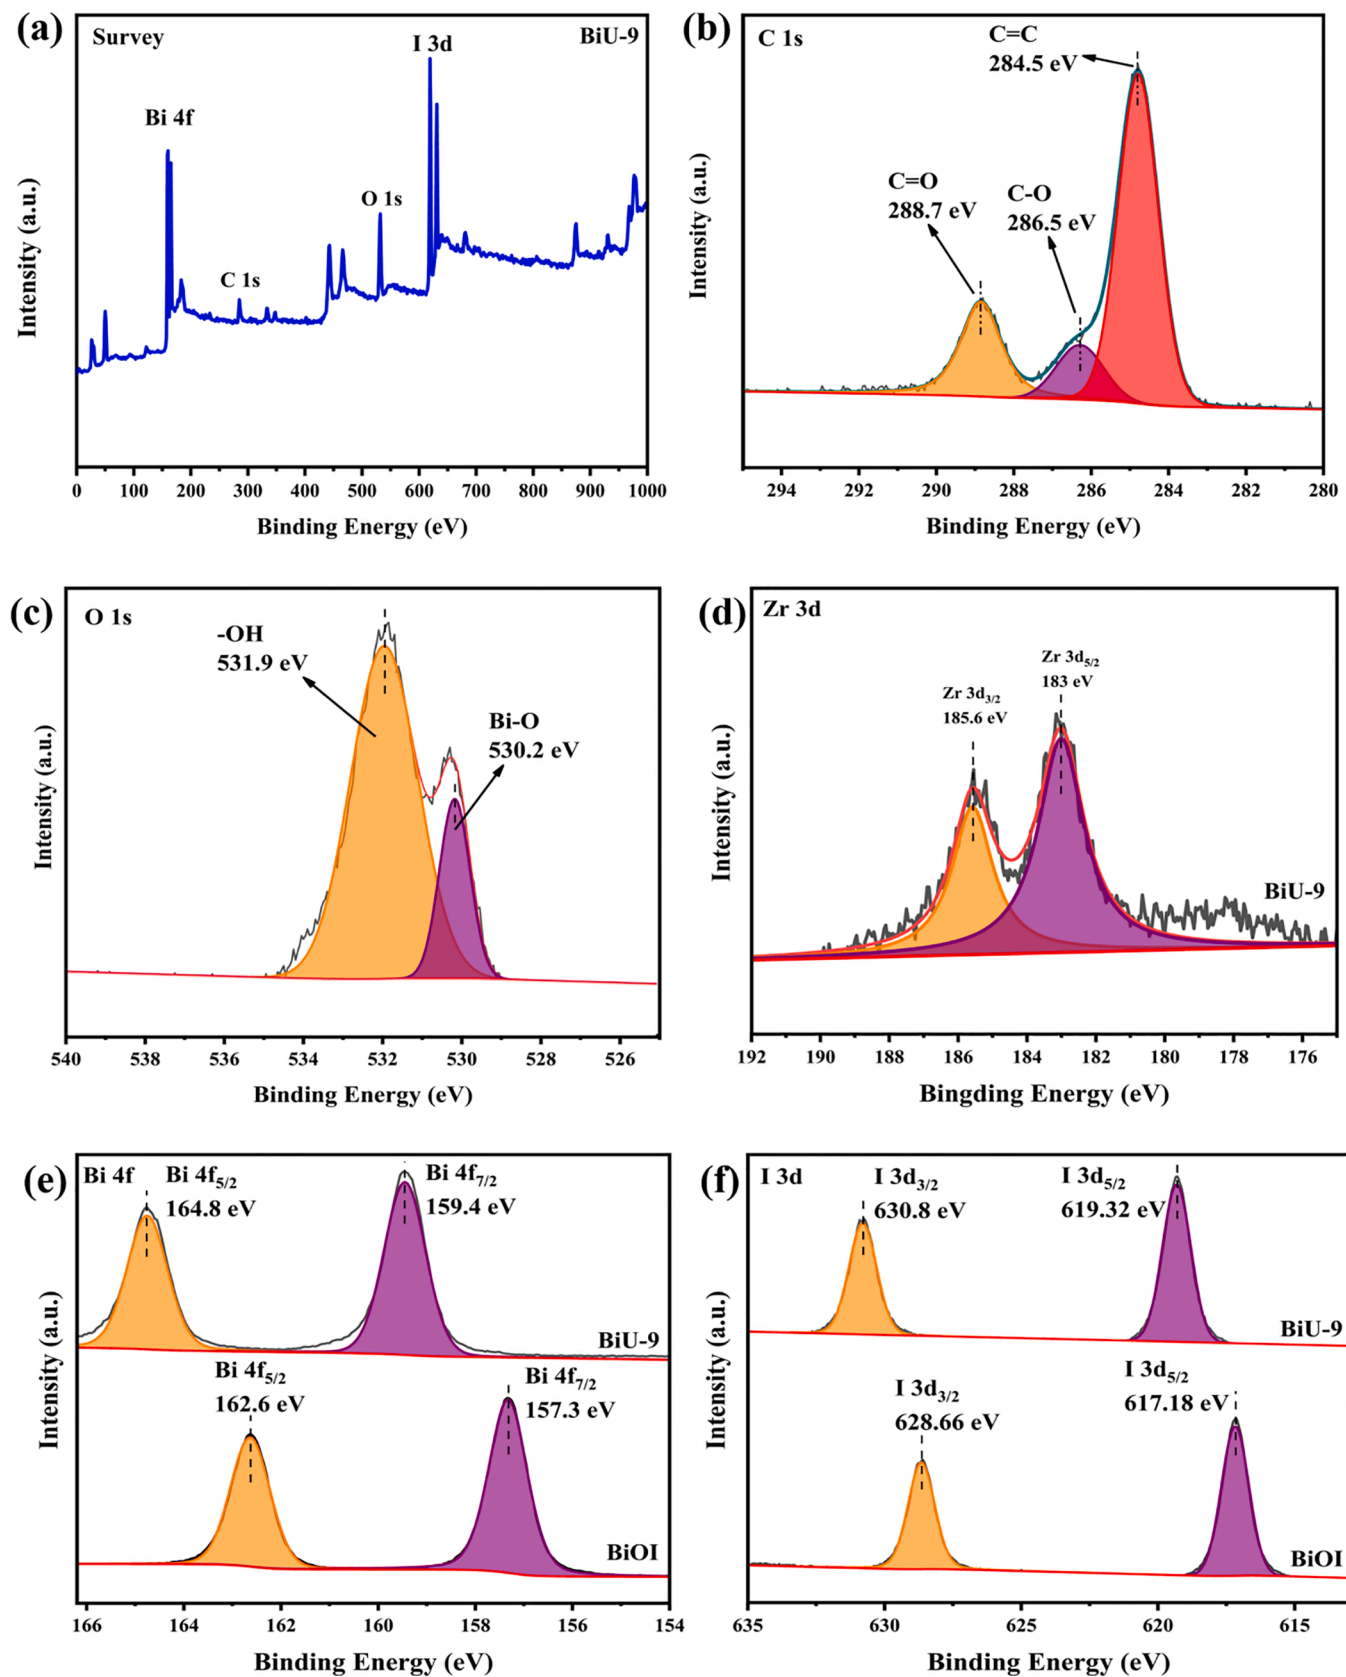 (a)
Survey
I 3d
BiU-9
Bi 4f
O 1s
C 1s
Intensity (a.u.)
0 100 200 300 400 500 600 700 800 900 1000
Binding Energy (eV)
(b)
C 1s
C=C
284.5 eV
C=O
288.7 eV
C-O
286.5 eV
Intensity (a.u.)
294 292 290 288 286 284 282 280
Binding Energy (eV)
(c)
O 1s
-OH
531.9 eV
Bi-O
530.2 eV
Intensity (a.u.)
540 538 536 534 532 530 528 526
Binding Energy (eV)
(d)
Zr 3d
Zr 3d5/2
183 eV
Zr 3d3/2
185.6 eV
BiU-9
Intensity (a.u.)
192 190 188 186 184 182 180 178 176
Bingding Energy (eV)
(e)
Bi 4f
Bi 4f5/2
164.8 eV
Bi 4f7/2
159.4 eV
BiU-9
Bi 4f5/2
162.6 eV
Bi 4f7/2
157.3 eV
BiOI
Intensity (a.u.)
166 164 162 160 158 156 154
Binding Energy (eV)
(f)
I 3d
I 3d3/2
630.8 eV
I 3d5/2
619.32 eV
BiU-9
I 3d3/2
628.66 eV
I 3d5/2
617.18 eV
BiOI
Intensity (a.u.)
635 630 625 620 615
Binding Energy (eV)